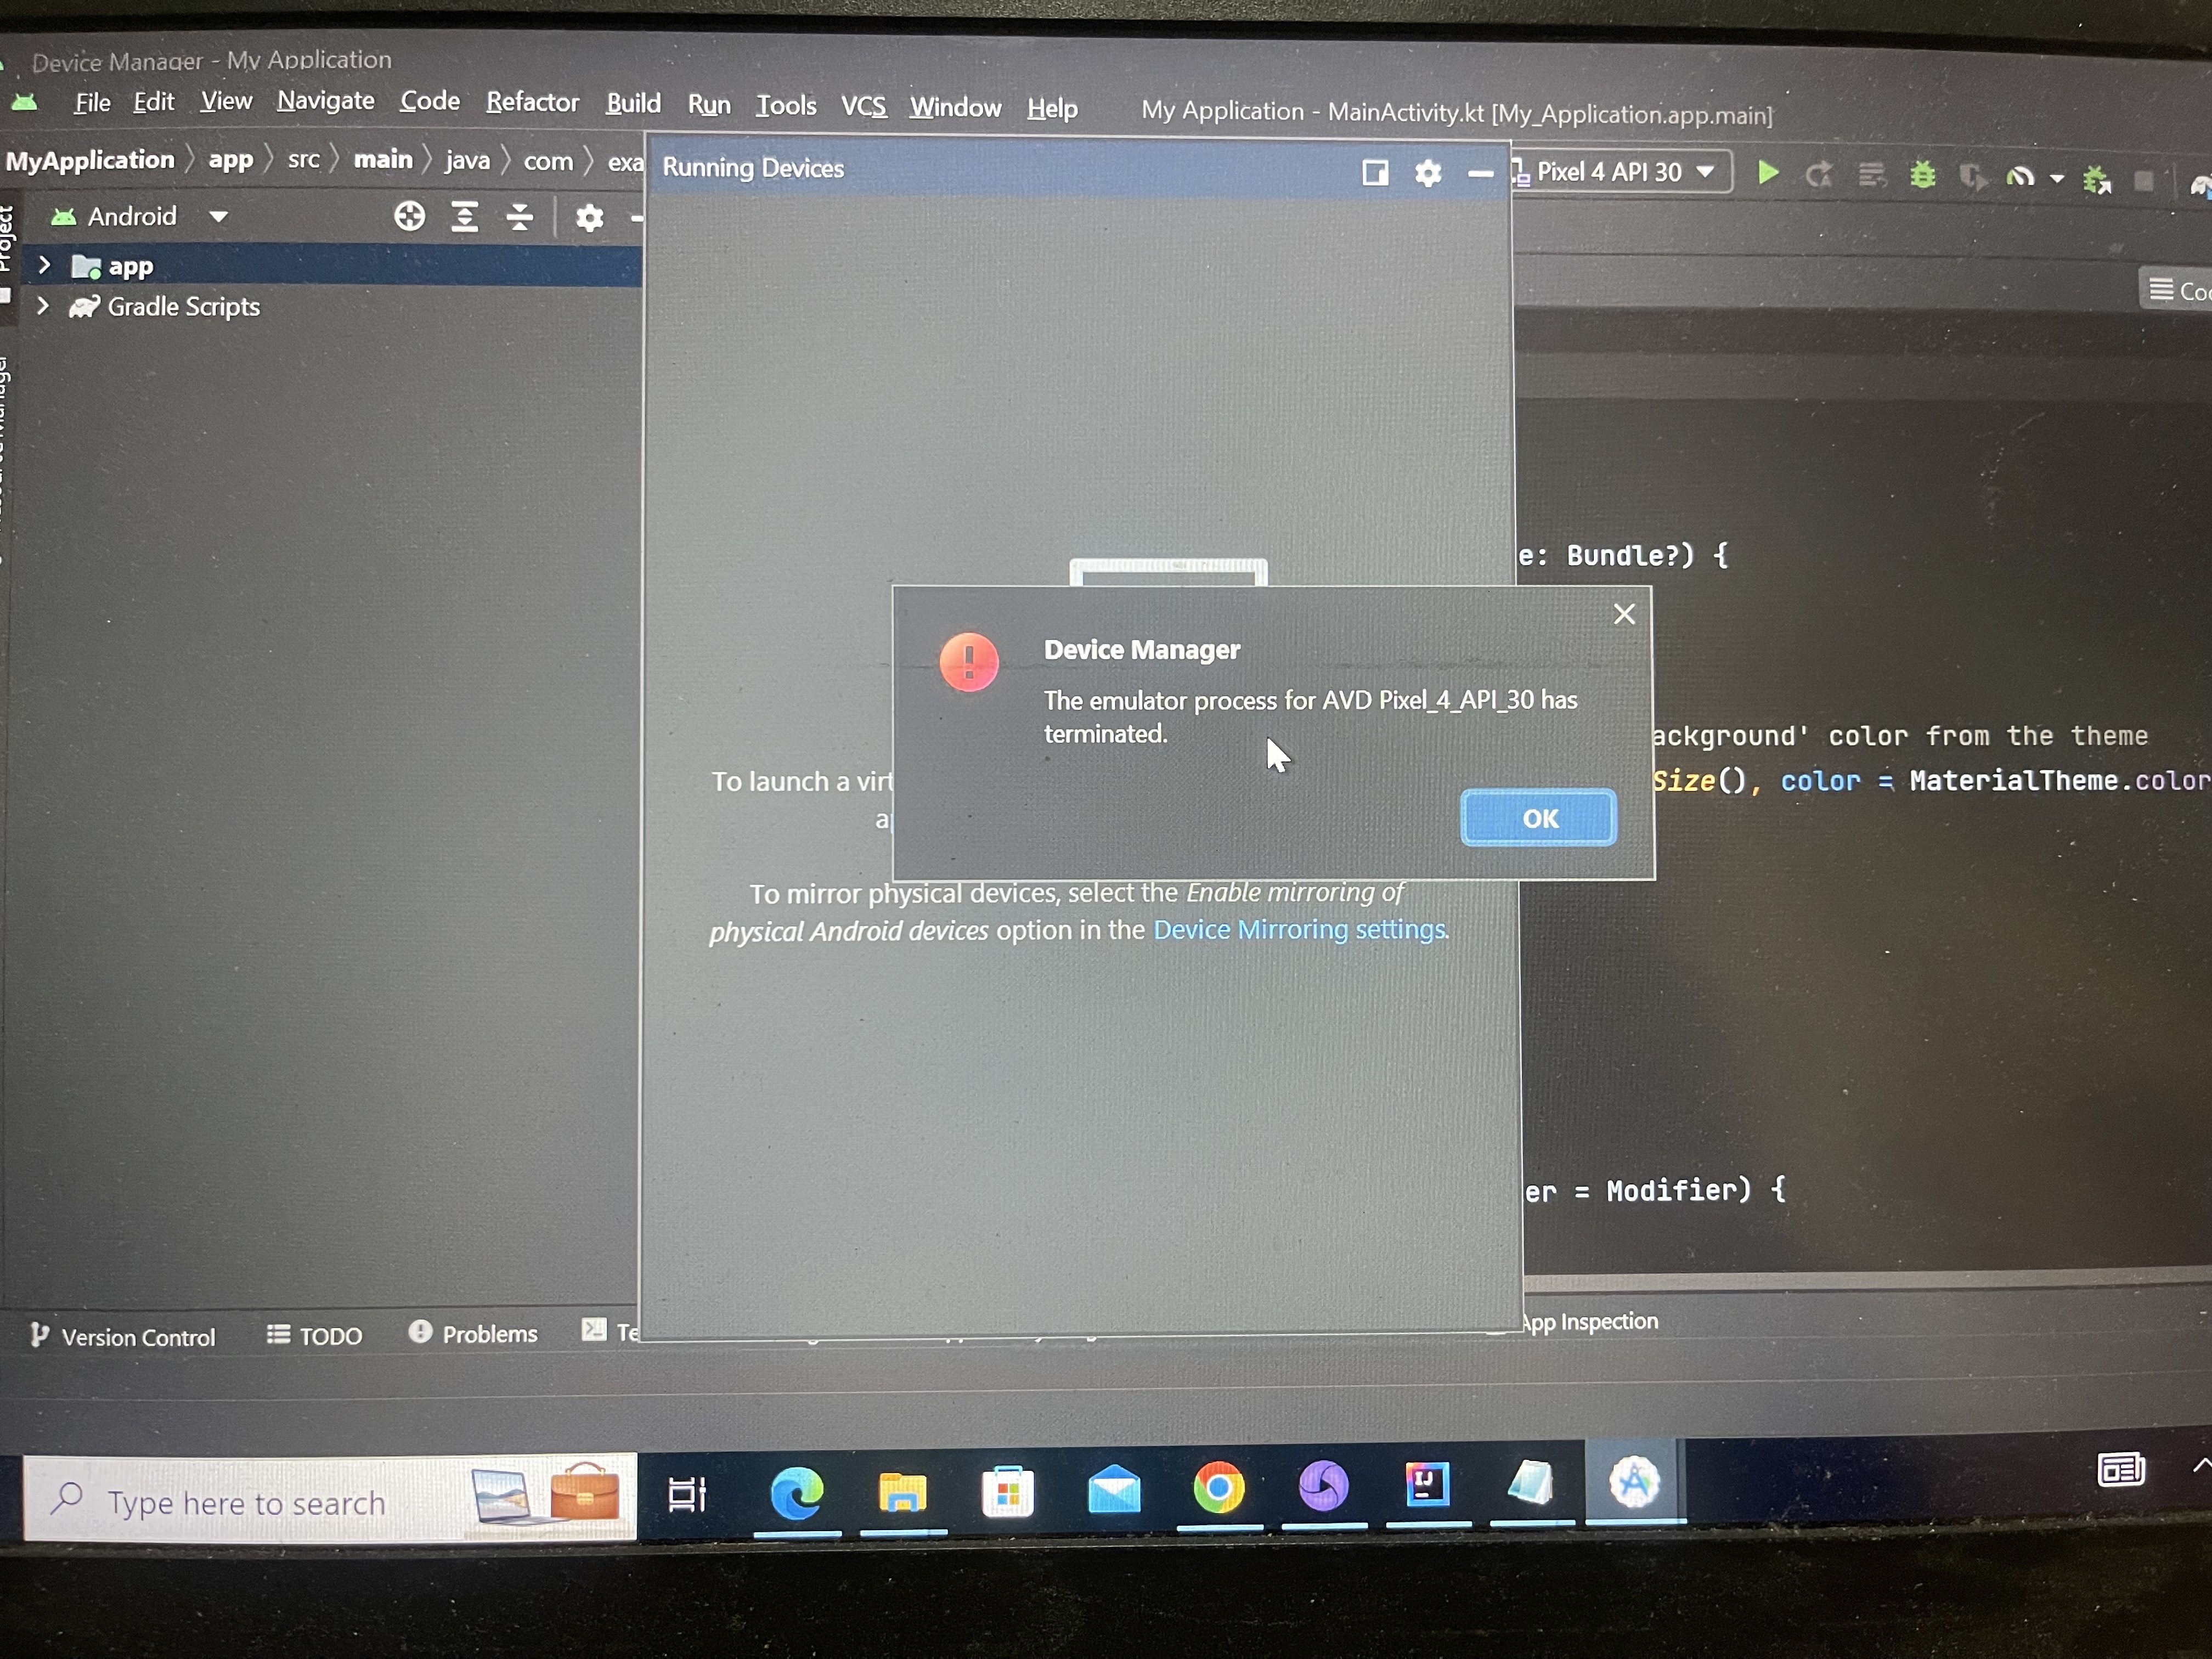 Device Manager - My Application
File Edit View Navigate Code Refactor Build Run Tools VCS Window Help My Application - MainActivity.kt [My_Application.app.main]
MyApplication app src main java com exa
Running Devices
Pixel 4 API 30
Project
Android
app
Gradle Scripts
e: Bundle?) {
Device Manager
The emulator process for AVD Pixel_4_API_30 has
terminated.
OK
ackground' color from the theme
Size(), color = MaterialTheme.color
To launch a virt
To mirror physical devices, select the Enable mirroring of
physical Android devices option in the Device Mirroring settings.
er = Modifier) {
Version Control TODO Problems Te App Inspection
Type here to search